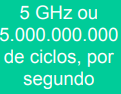 5 GHz ou
5.000.000.000
de ciclos, por
segundo